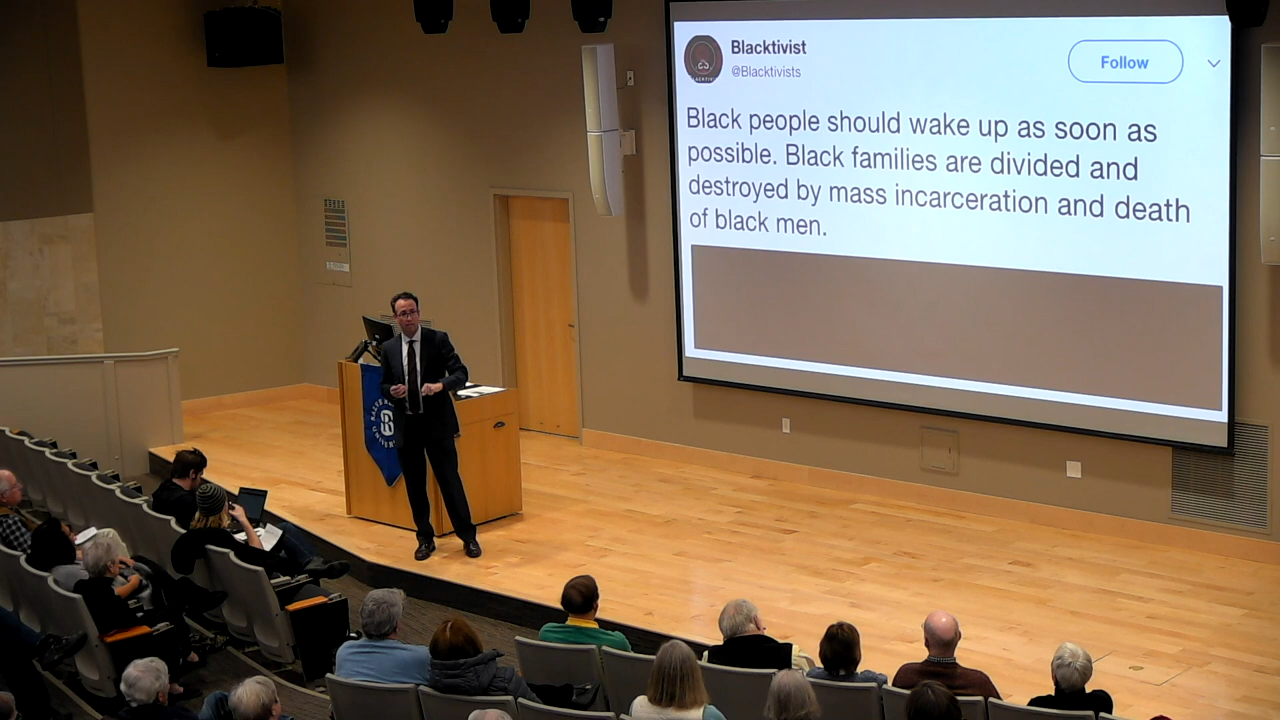 Blacktivist
@Blacktivists
Follow
Black people should wake up as soon as
possible. Black families are divided and
destroyed by mass incarceration and death
of black men.